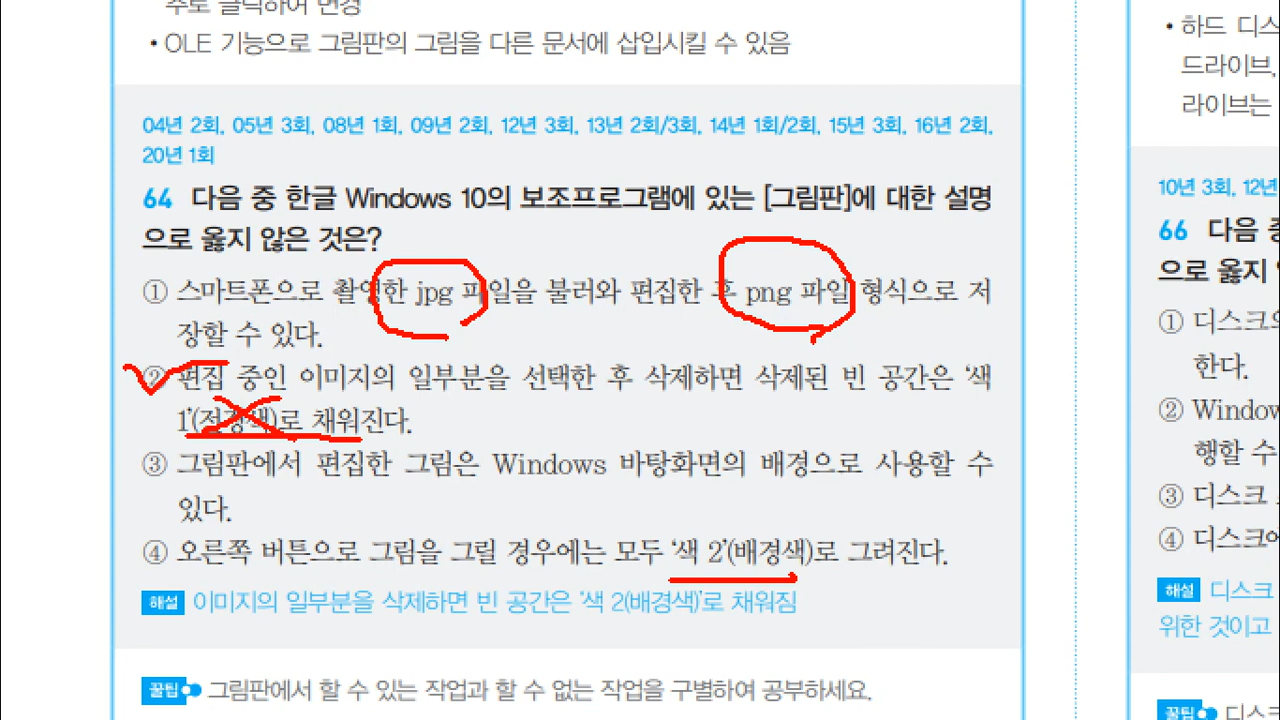 추로 클릭하여 변경
• OLE 기능으로 그림판의 그림을 다른 문서에 삽입시킬 수 있음
04년 2회, 05년 3회, 08년 1회, 09년 2회, 12년 3회, 13년 2회/3회, 14년 1회/2회, 15년 3회, 16년 2회,
20년 1회
64 다음 중 한글 Windows 10의 보조프로그램에 있는 [그림판]에 대한 설명
으로 옳지 않은 것은?
① 스마트폰으로 촬영한 jpg 파일을 불러와 편집한 후 png 파일 형식으로 저
장할 수 있다.
② 편집 중인 이미지의 일부분을 선택한 후 삭제하면 삭제된 빈 공간은 '색
1'(전경색)로 채워진다.
③ 그림판에서 편집한 그림은 Windows 바탕화면의 배경으로 사용할 수
있다.
④ 오른쪽 버튼으로 그림을 그릴 경우에는 모두 '색 2'(배경색)로 그려진다.
해설 이미지의 일부분을 삭제하면 빈 공간은 '색 2(배경색)'로 채워짐
꿀팁 그림판에서 할 수 있는 작업과 할 수 없는 작업을 구별하여 공부하세요.
• 하드 디스
드라이브,
라이브는
10년 3회, 12년
66 다음 중
으로 옳지
① 디스크의
한다.
② Window
행할 수
③ 디스크
④ 디스크에
해설 디스크
위한 것이고
꿀팁 디스크